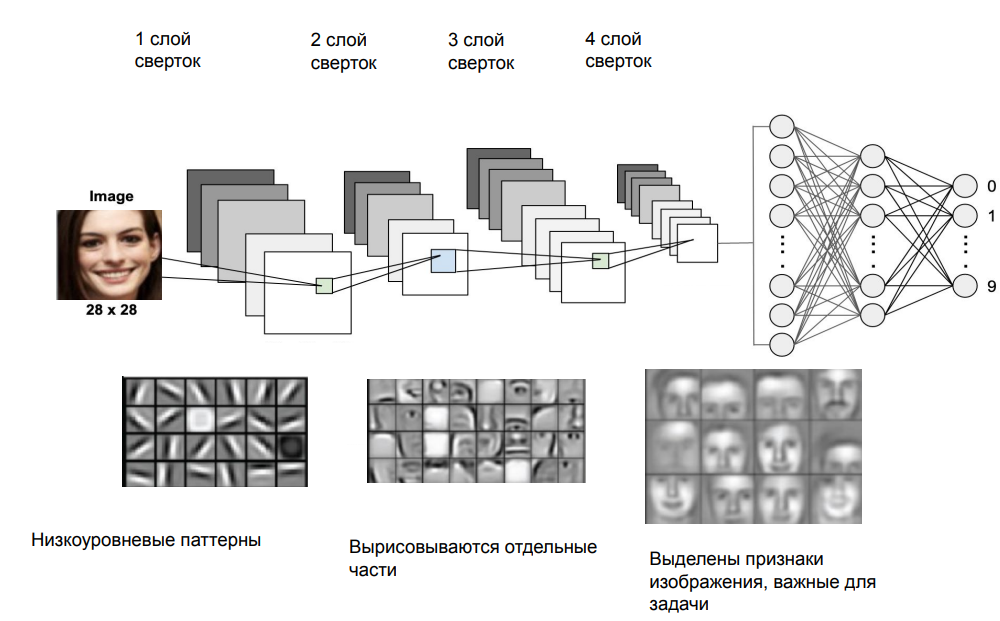 1 слой
сверток
2 слой
сверток
3 слой
сверток
4 слой
сверток
Image
28 x 28
0
1
9
Низкоуровневые паттерны
Вырисовываются отдельные
части
Выделены признаки
изображения, важные для
задачи